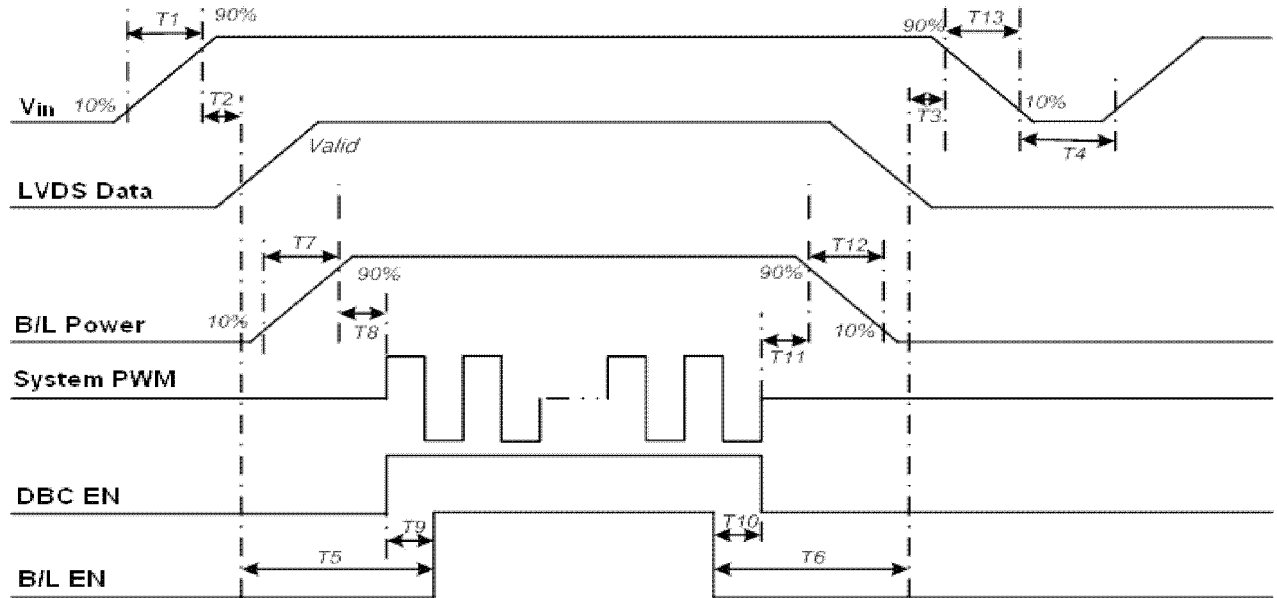 T1
90%
90%
T13
Vin
10%
T2
T3
10%
T4
Valid
LVDS Data
T7
T12
90%
90%
B/L Power
10%
T8
T11
10%
System PWM
DBC EN
T9
T10
T5
T6
B/L EN